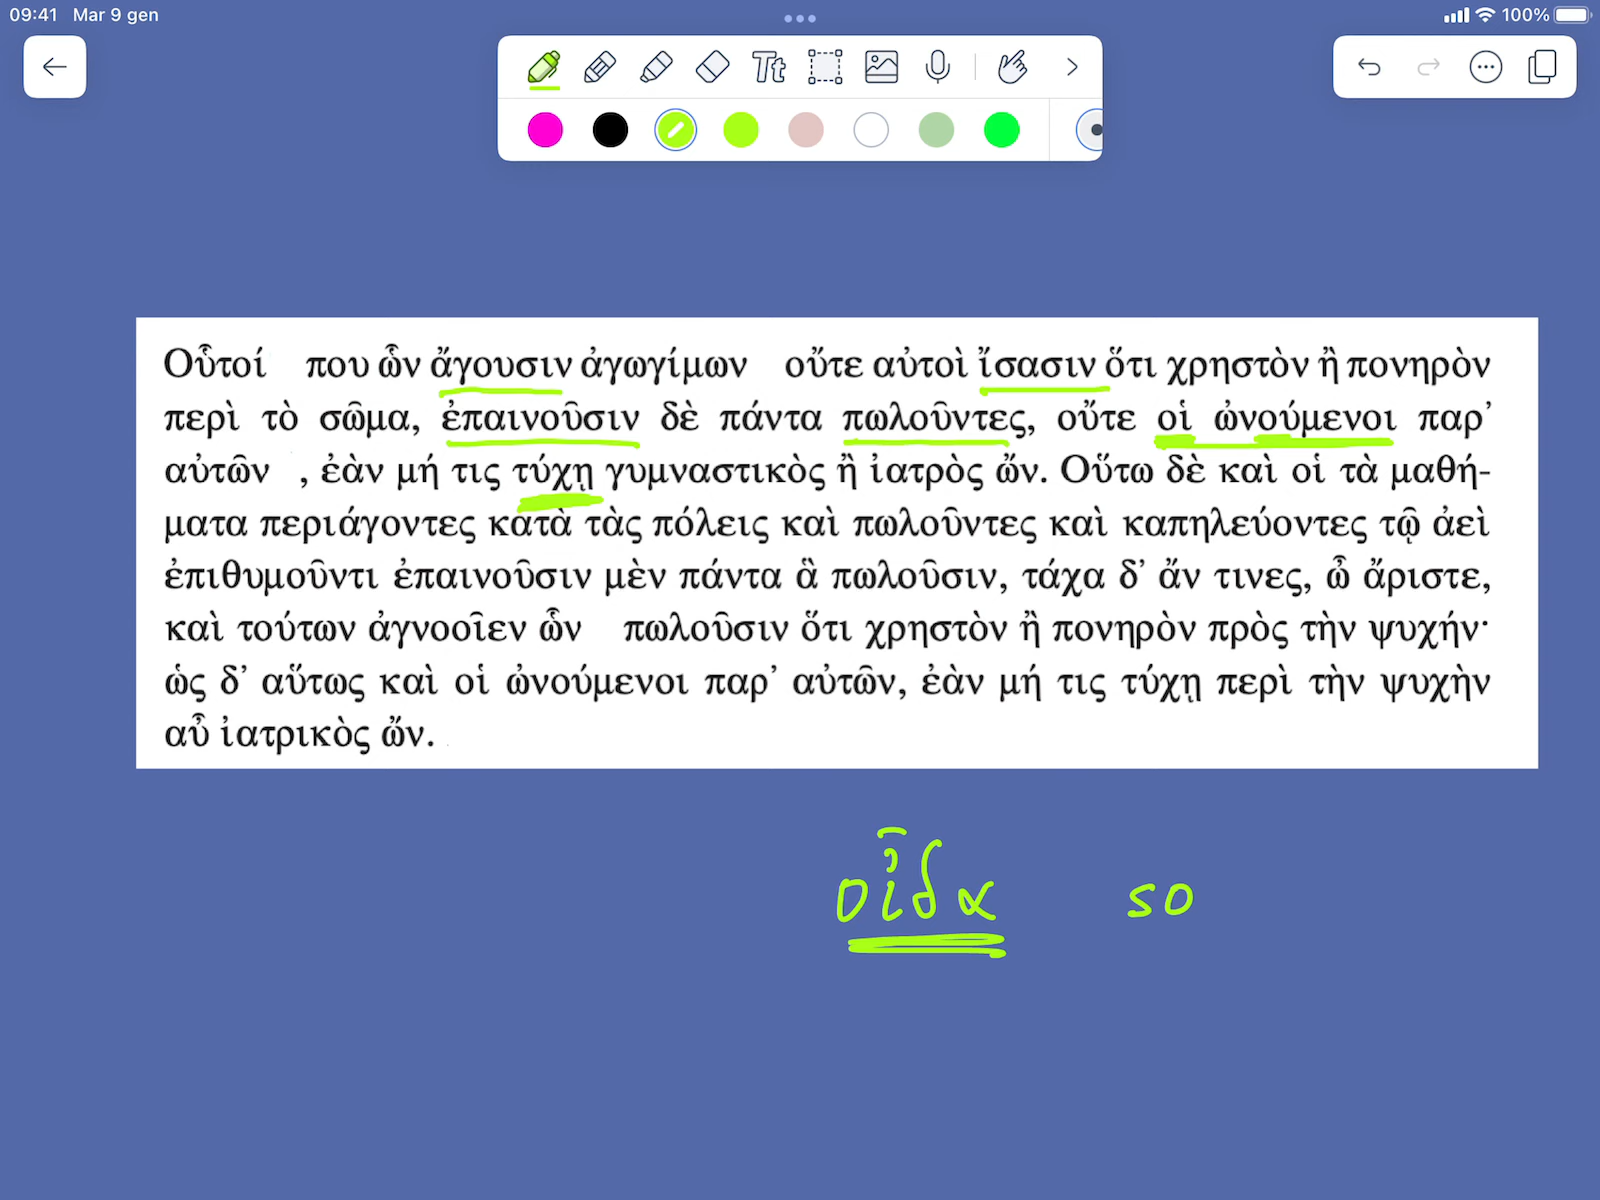 09:41 Mar 9 gen
100%
Tt
Οὗτοί που ὧν ἄγουσιν ἀγωγίμων οὔτε αὐτοὶ ἴσασιν ὅτι χρηστὸν ἢ πονηρὸν
περὶ τὸ σῶμα, ἐπαινοῦσιν δὲ πάντα πωλοῦντες, οὔτε οἱ ὠνούμενοι παρ’
αὐτῶν , ἐὰν μή τις τύχῃ γυμναστικὸς ἢ ἰατρὸς ὤν. Οὕτω δὲ καὶ οἱ τὰ μαθή-
ματα περιάγοντες κατὰ τὰς πόλεις καὶ πωλοῦντες καὶ καπηλεύοντες τῷ ἀεὶ
ἐπιθυμοῦντι ἐπαινοῦσιν μὲν πάντα ἃ πωλοῦσιν, τάχα δ’ ἄν τινες, ὦ ἄριστε,
καὶ τούτων ἀγνοοῖεν ὧν πωλοῦσιν ὅτι χρηστὸν ἢ πονηρὸν πρὸς τὴν ψυχήν·
ὡς δ’ αὕτως καὶ οἱ ὠνούμενοι παρ’ αὐτῶν, ἐὰν μή τις τύχῃ περὶ τὴν ψυχὴν
αὖ ἰατρικὸς ὤν.
οἶδα so